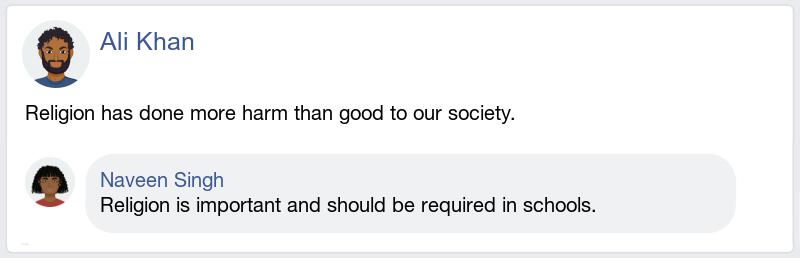 Ali Khan
Religion has done more harm than good to our society.
Naveen Singh
Religion is important and should be required in schools.